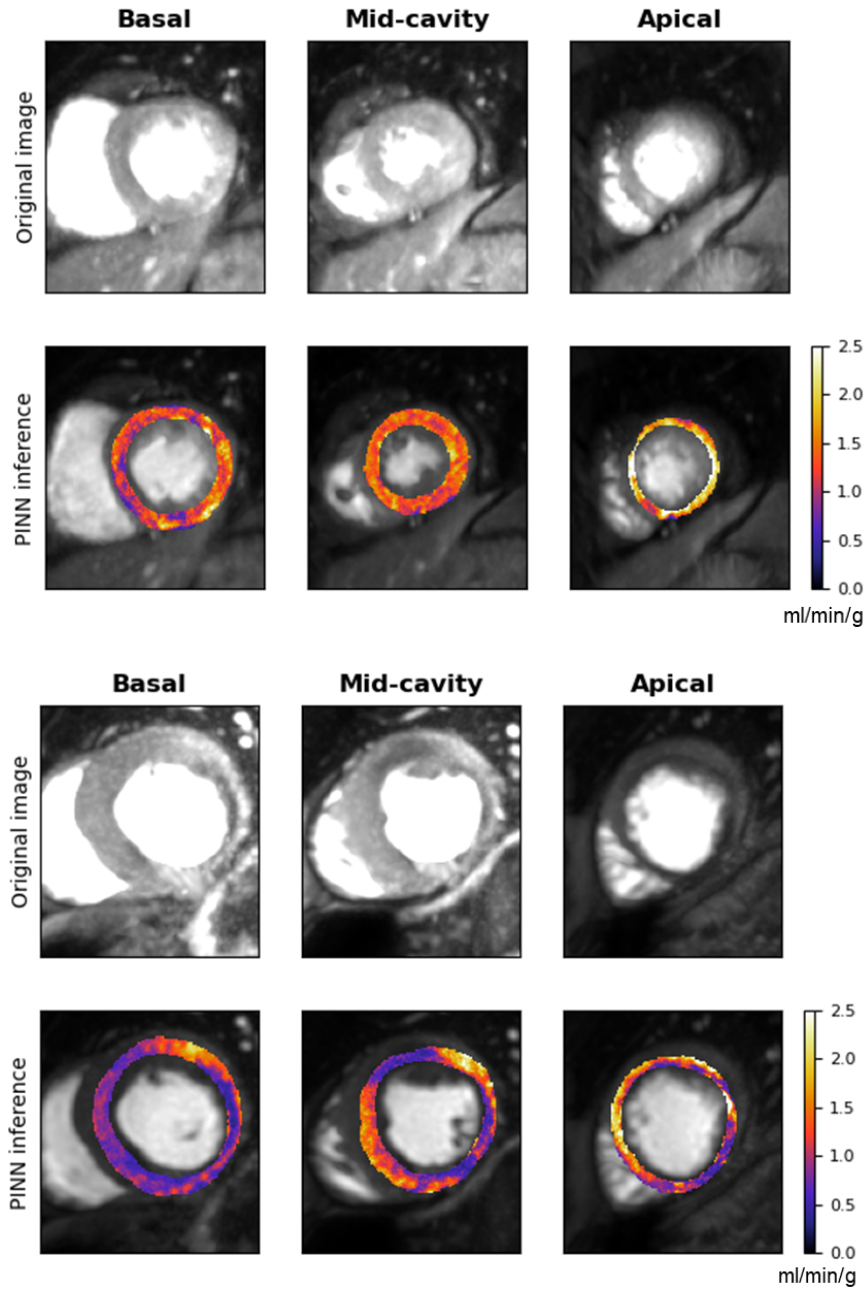 Basal Mid-cavity Apical
Original image
PINN inference
2.5
2.0
1.5
1.0
0.5
0.0
ml/min/g
Basal Mid-cavity Apical
Original image
PINN inference
2.5
2.0
1.5
1.0
0.5
0.0
ml/min/g